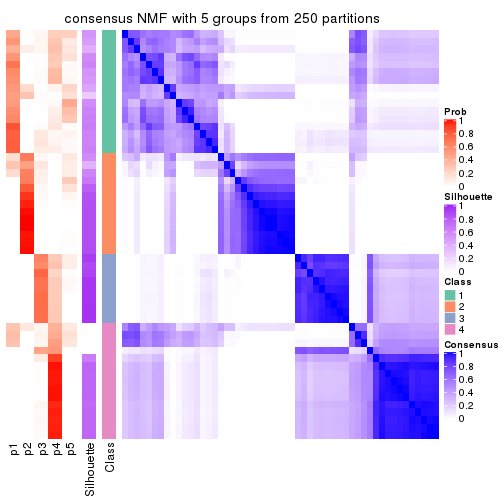 consensus NMF with 5 groups from 250 partitions
Prob
1
0.8
0.6
0.4
0.2
0
Silhouette
1
0.8
0.6
0.4
0.2
0
Class
1
2
3
4
Consensus
1
0.8
0.6
0.4
0.2
0
p1
p2
p3
p4
p5
Silhouette
Class